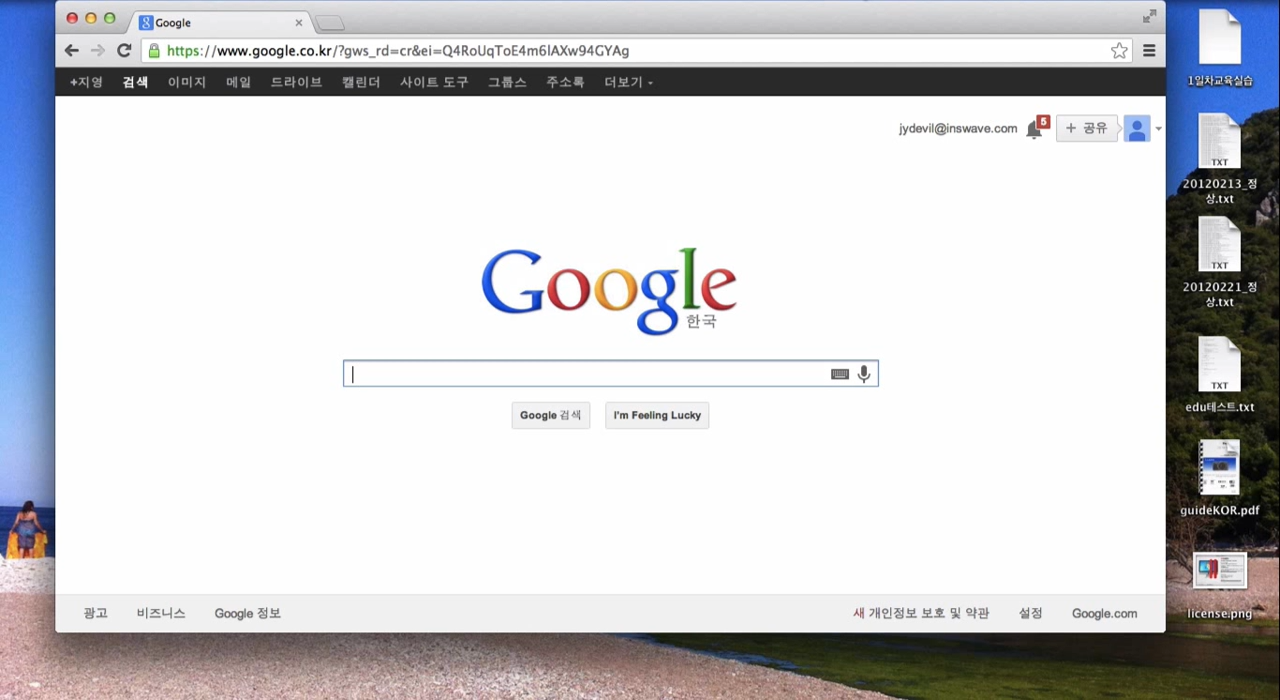 Google
https://www.google.co.kr/?gws_rd=cr&ei=Q4RoUqToE4m6lAXw94GYAg
+지영 검색 이미지 메일 드라이브 캘린더 사이트 도구 그룹스 주소록 더보기
jydevil@inswave.com 5 + 공유
Google
한국
Google 검색 I'm Feeling Lucky
광고 비즈니스 Google 정보 새 개인정보 보호 및 약관 설정 Google.com
1일차교육실습
TXT
20120213_정
상.txt
TXT
20120221_정
상.txt
TXT
edu테스트.txt
guideKOR.pdf
license.png